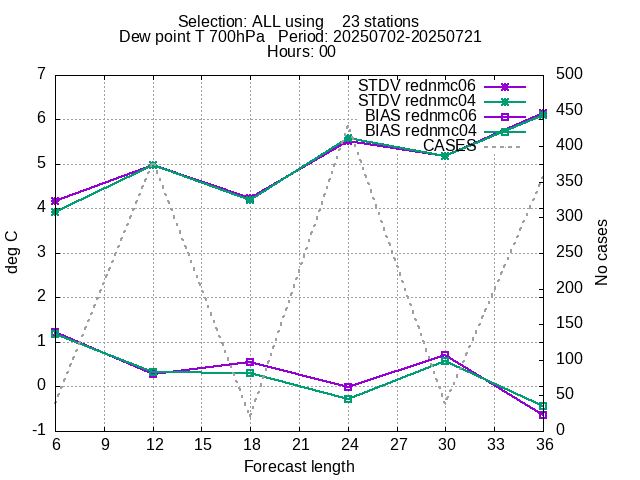 Selection: ALL using    23 stations
Dew point T 700hPa   Period: 20250702-20250721
Hours: 00
STDV rednmc06
STDV rednmc04
BIAS rednmc06
BIAS rednmc04
CASES
7
6
5
4
3
2
1
0
-1
deg C
500
450
400
350
300
250
200
150
100
50
0
No cases
6 9 12 15 18 21 24 27 30 33 36
Forecast length